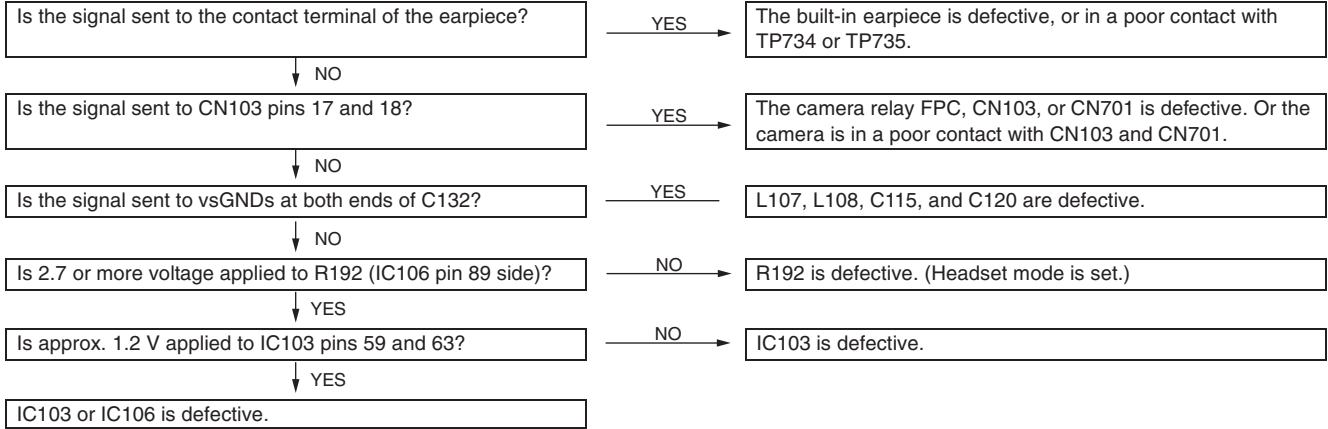 Is the signal sent to the contact terminal of the earpiece?
YES
The built-in earpiece is defective, or in a poor contact with
TP734 or TP735.
NO
Is the signal sent to CN103 pins 17 and 18?
YES
The camera relay FPC, CN103, or CN701 is defective. Or the
camera is in a poor contact with CN103 and CN701.
NO
Is the signal sent to vsGNDs at both ends of C132?
YES
L107, L108, C115, and C120 are defective.
NO
Is 2.7 or more voltage applied to R192 (IC106 pin 89 side)?
NO
R192 is defective. (Headset mode is set.)
YES
Is approx. 1.2 V applied to IC103 pins 59 and 63?
NO
IC103 is defective.
YES
IC103 or IC106 is defective.